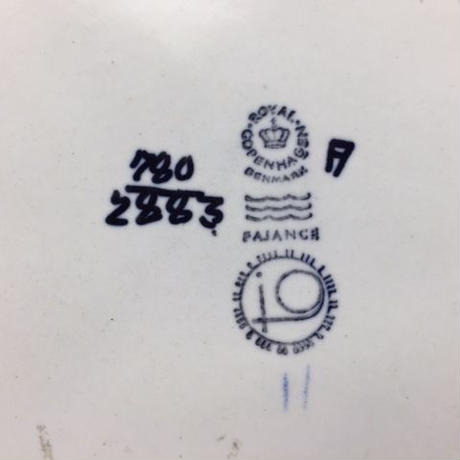 ROYAL COPENHAGEN
DENMARK
780
2883
FAJANCE